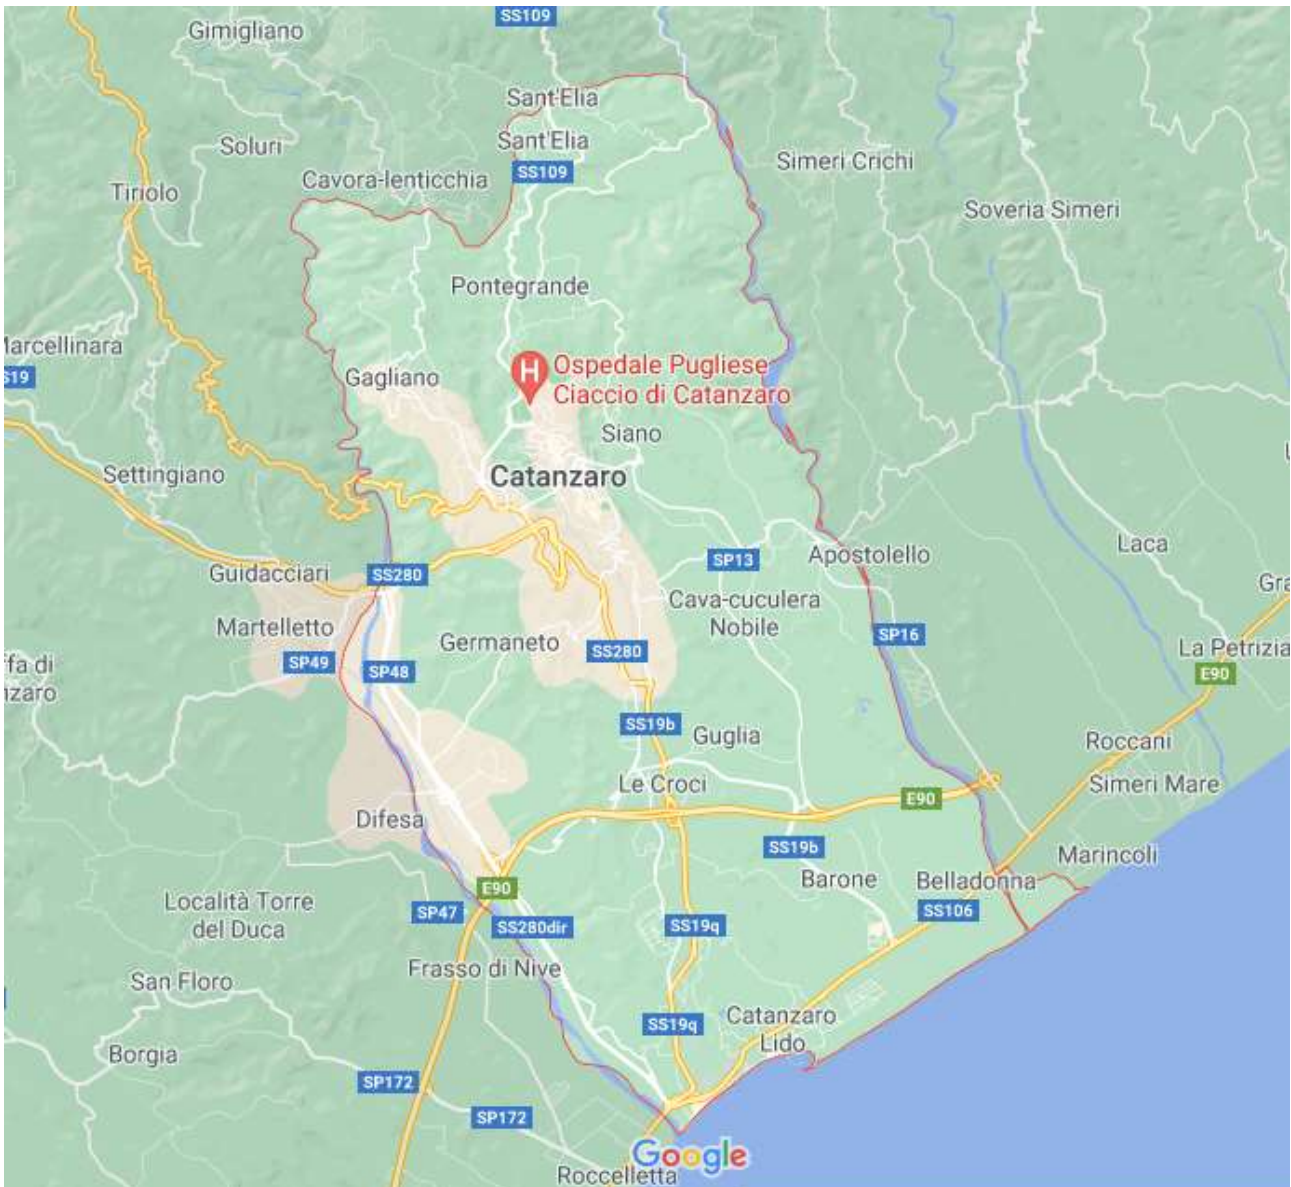 SS109
Gimigliano
Sant'Elia
Sant'Elia
Soluri
SS109
Simeri Crichi
Cavora-lenticchia
Tiriolo
Soveria Simeri
Pontegrande
Marcellinara
Ospedale Pugliese
Ciaccio di Catanzaro
Gagliano
Siano
Settingiano
Catanzaro
Laca
Apostolello
SP13
Guidacciari
SS280
Cava-cuculera
Nobile
Martelletto
SP16
Germaneto
SS280
La Petrizia
SP49
SP48
E90
SS19b
Guglia
Roccani
Le Croci
Simeri Mare
E90
Difesa
SS19b
Marincoli
Barone
Belladonna
E90
Località Torre
del Duca
SP47
SS106
SS280dir
SS19q
Frasso di Nive
San Floro
Catanzaro
Lido
SS19q
Borgia
SP172
SP172
Google
Roccelletta